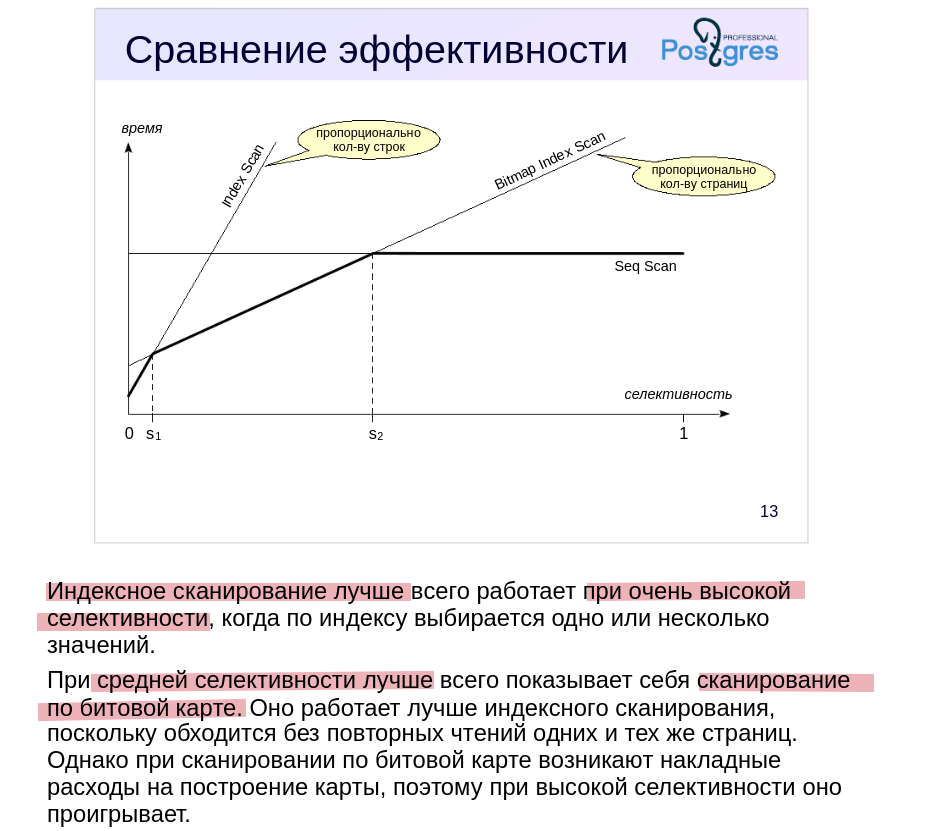 Сравнение эффективности
PROFESSIONAL
Postgres
время
пропорционально
кол-ву строк
Index Scan
Bitmap Index Scan
пропорционально
кол-ву страниц
Seq Scan
селективность
0 s1 s2 1
13
Индексное сканирование лучше всего работает при очень высокой
селективности, когда по индексу выбирается одно или несколько
значений.
При средней селективности лучше всего показывает себя сканирование
по битовой карте. Оно работает лучше индексного сканирования,
поскольку обходится без повторных чтений одних и тех же страниц.
Однако при сканировании по битовой карте возникают накладные
расходы на построение карты, поэтому при высокой селективности оно
проигрывает.